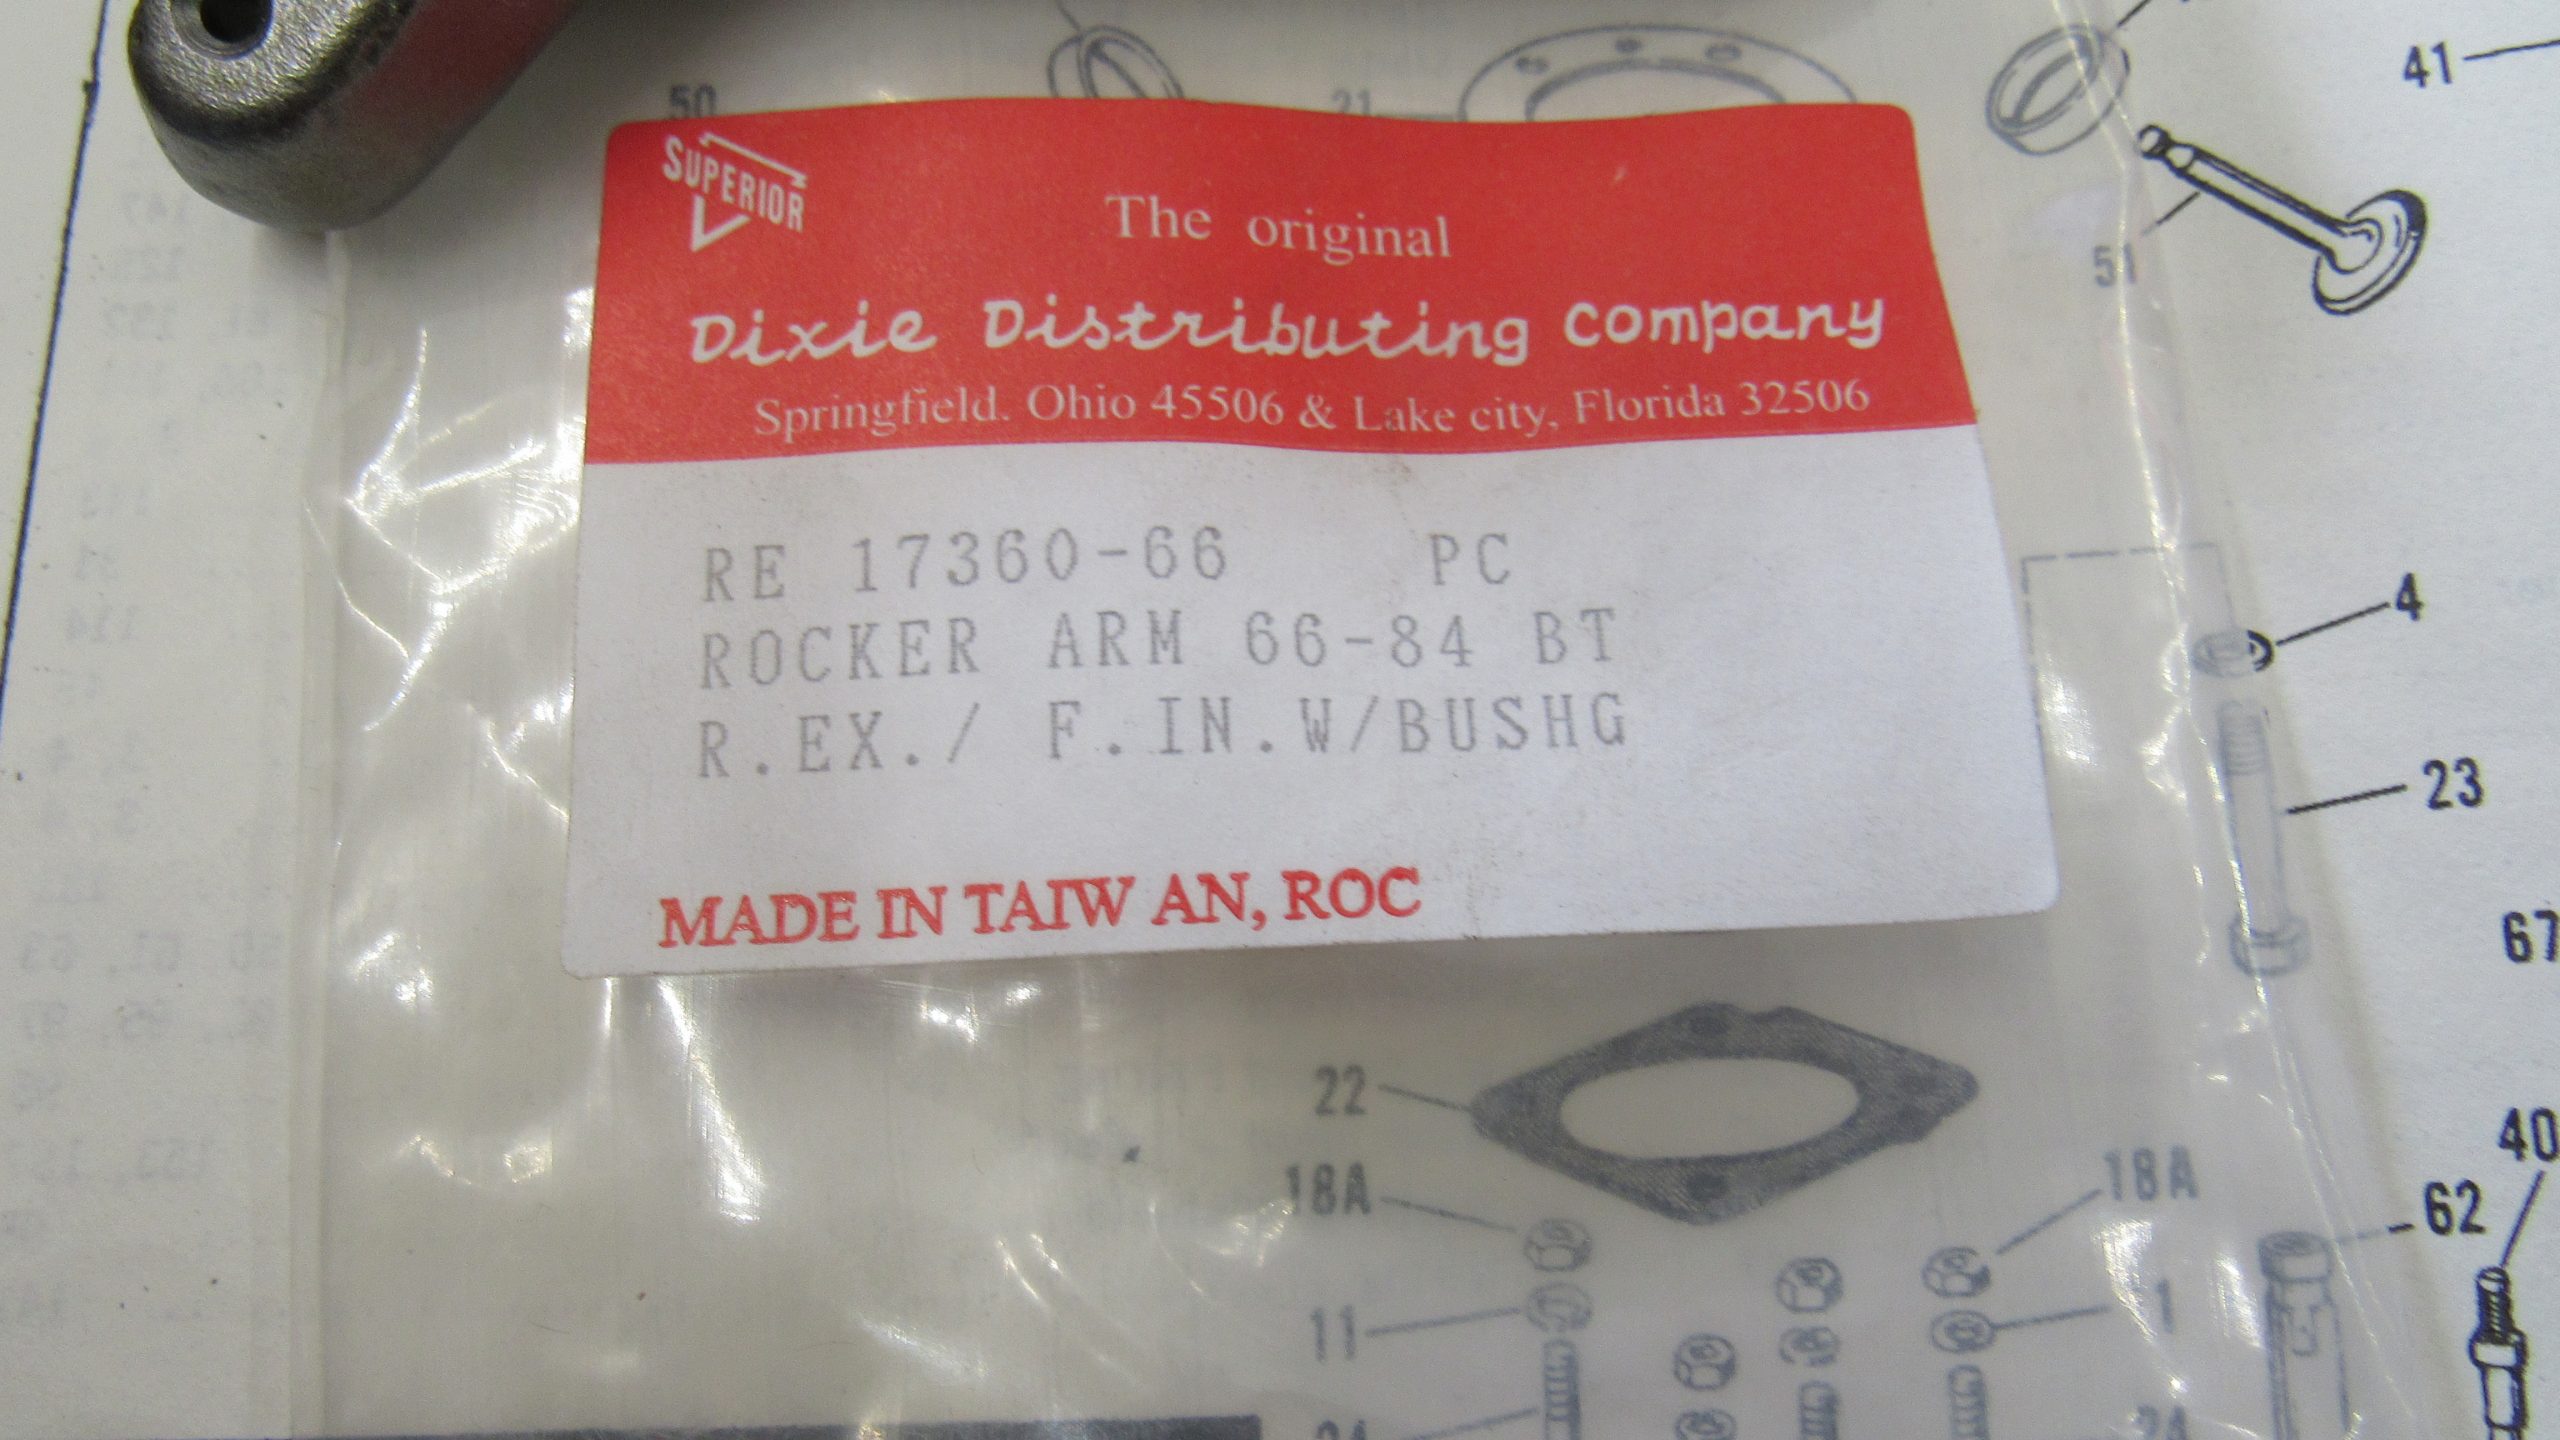 50
21
41
51
SUPERIOR
The original
Dixie Distributing Company
Springfield. Ohio 45506 & Lake city, Florida 32506
RE 17360-66 PC
ROCKER ARM 66-84 BT
R.EX./ F.IN.W/BUSHG
MADE IN TAIW AN, ROC
4
23
67
22
18A
18A
40
62
11
1